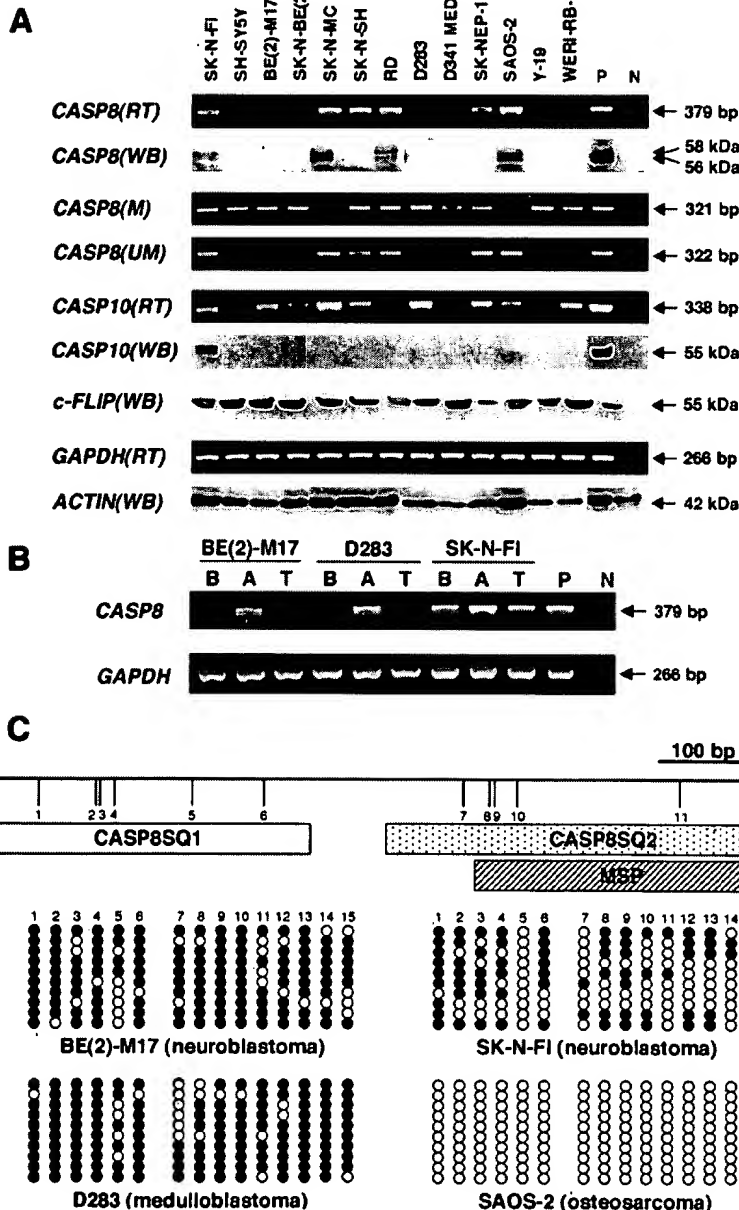 A
SK-N-FI SH-SY5Y BE(2)-M17 SK-N-BE(2 SK-N-MC SK-N-SH RD D283 D341 MED SK-NEP-1 SAOS-2 Y-19 WERI-RB- P N
CASP8(RT) 379 bp
CASP8(WB) 58 kDa
56 kDa
CASP8(M) 321 bp
CASP8(UM) 322 bp
CASP10(RT) 338 bp
CASP10(WB) 55 kDa
c-FLIP(WB) 55 kDa
GAPDH(RT) 266 bp
ACTIN(WB) 42 kDa
B
BE(2)-M17 D283 SK-N-FI
B A T B A T B A T P N
CASP8 379 bp
GAPDH 266 bp
C
100 bp
1 2 3 4 5 6 7 8 9 10 11
CASP8SQ1 CASP8SQ2
MSP
1 2 3 4 5 6 7 8 9 10 11 12 13 14 15 1 2 3 4 5 6 7 8 9 10 11 12 13 14
BE(2)-M17 (neuroblastoma) SK-N-FI (neuroblastoma)
D283 (medulloblastoma) SAOS-2 (osteosarcoma)